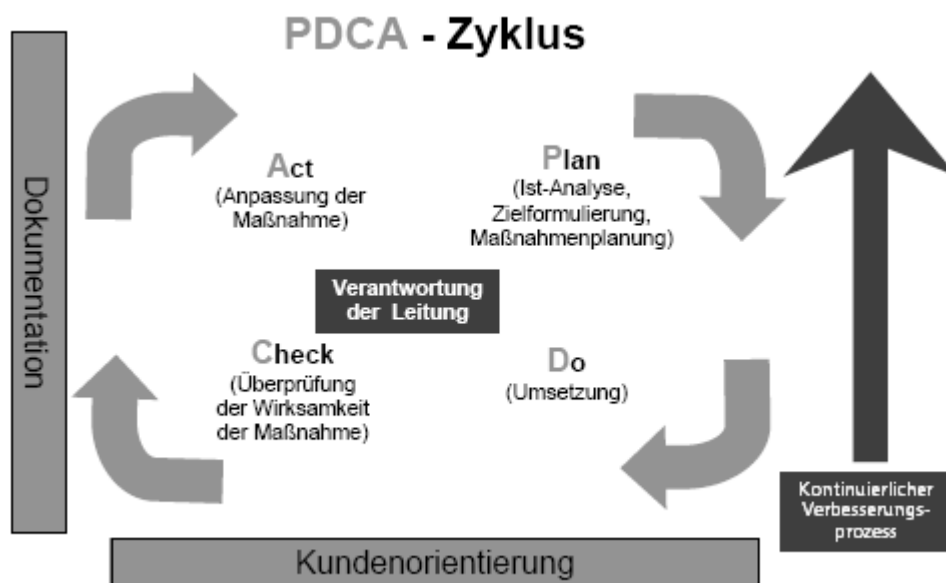 PDCA - Zyklus
Dokumentation
Act
(Anpassung der
Maßnahme)
Plan
(Ist-Analyse,
Zielformulierung,
Maßnahmenplanung)
Verantwortung
der Leitung
Check
(Überprüfung
der Wirksamkeit
der Maßnahme)
Do
(Umsetzung)
Kontinuierlicher
Verbesserungs-
prozess
Kundenorientierung